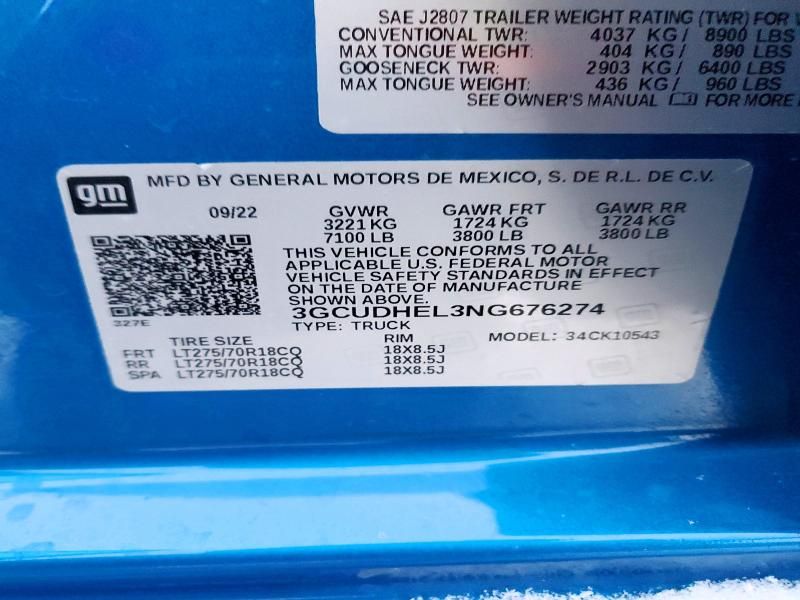 SAE J2807 TRAILER WEIGHT RATING (TWR) FOR
CONVENTIONAL TWR: 4037 KG / 8900 LBS
MAX TONGUE WEIGHT: 404 KG / 890 LBS
GOOSENECK TWR: 2903 KG / 6400 LBS
MAX TONGUE WEIGHT: 436 KG / 960 LBS
SEE OWNER'S MANUAL FOR MORE
gm MFD BY GENERAL MOTORS DE MEXICO, S. DE R.L. DE C.V.
09/22 GVWR GAWR FRT GAWR RR
3221 KG 1724 KG 1724 KG
7100 LB 3800 LB 3800 LB
THIS VEHICLE CONFORMS TO ALL
APPLICABLE U.S. FEDERAL MOTOR
VEHICLE SAFETY STANDARDS IN EFFECT
ON THE DATE OF MANUFACTURE
SHOWN ABOVE.
3GCUDHEL3NG676274
327E TYPE: TRUCK
TIRE SIZE RIM MODEL: 34CK10543
FRT LT275/70R18CQ 18X8.5J
RR LT275/70R18CQ 18X8.5J
SPA LT275/70R18CQ 18X8.5J